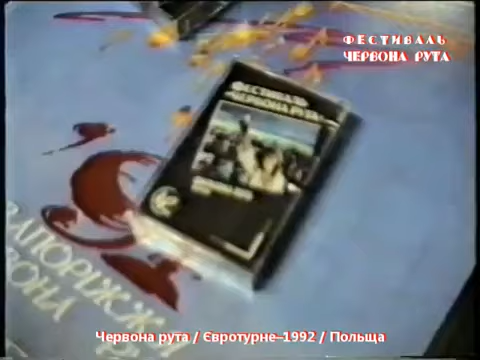 ФЕСТИВАЛЬ
ЧЕРВОНА РУТА
ФЕСТИВАЛЬ
"ЧЕРВОНА РУТА"
ЗАПОРІЖЖЯ
Червона рута / Євротурне–1992 / Польща